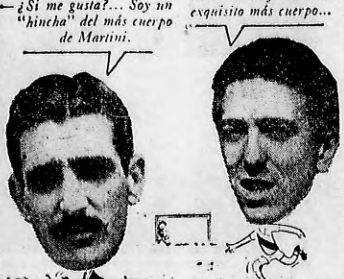 — ¿Si me gusta?... Soy un
"hincha" del más cuerpo
de Martini.
exquisito más cuerpo...